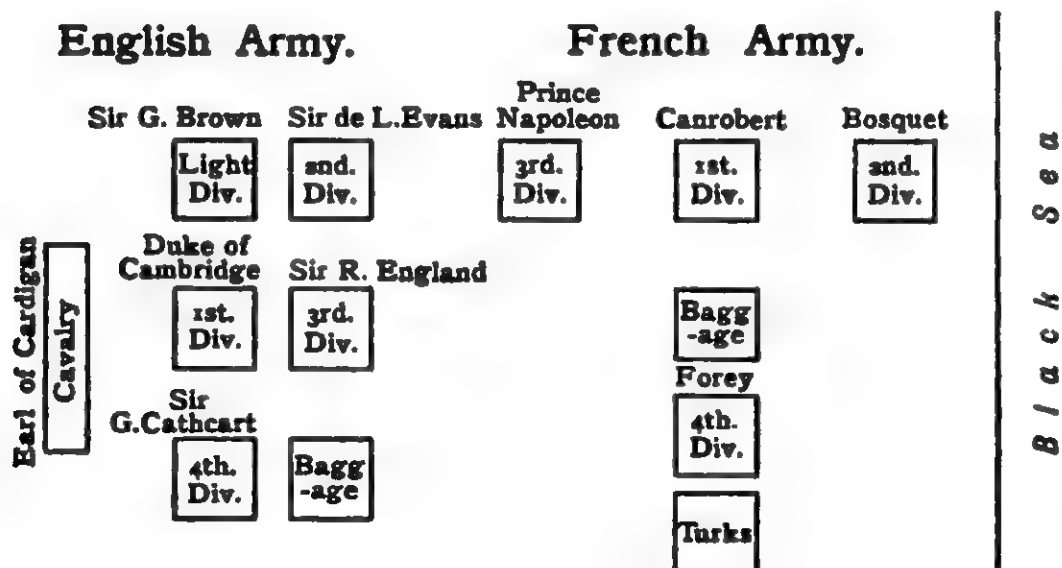 English Army.
French Army.
Sir G. Brown
Sir de L.Evans
Prince
Napoleon
Canrobert
Bosquet
Light
Div.
2nd.
Div.
3rd.
Div.
1st.
Div.
2nd.
Div.
Earl of Cardigan
Cavalry
Duke of
Cambridge
Sir R. England
1st.
Div.
3rd.
Div.
Bagg
-age
Sir
G.Cathcart
Forey
4th.
Div.
Bagg
-age
4th.
Div.
Turks
Black Sea